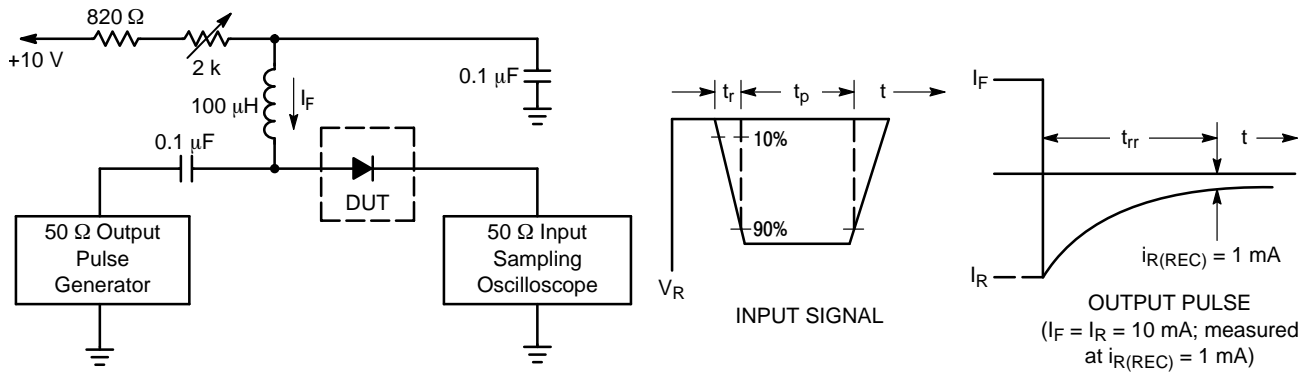 820 Ω
+10 V
2 k
0.1 μF
100 μH
I_F
0.1 μF
DUT
50 Ω Output
Pulse
Generator
50 Ω Input
Sampling
Oscilloscope
t_r
t_p
t
10%
90%
V_R
INPUT SIGNAL
I_F
t_rr
t
i_R(REC) = 1 mA
I_R
OUTPUT PULSE
(I_F = I_R = 10 mA; measured
at i_R(REC) = 1 mA)